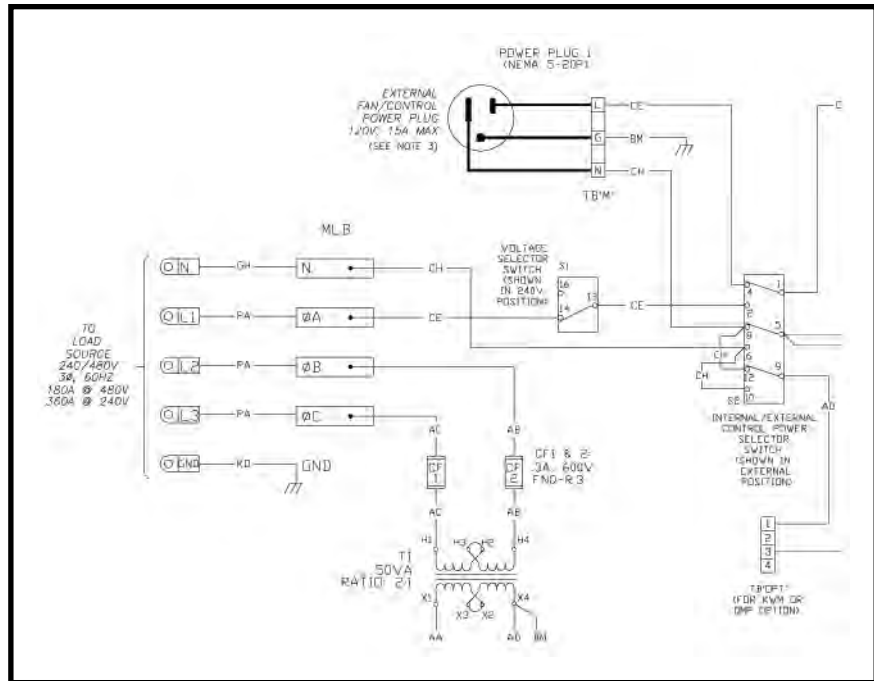 POWER PLUG 1
(NEMA 5-20P)
EXTERNAL
FAN/CONTROL
POWER PLUG
120V, 15A MAX
(SEE NOTE 3)
L
CE
G
BM
N
CH
TB'M'
C
MLB
N
GH
N
CH
L1
PA
ØA
CE
L2
PA
ØB
L3
PA
ØC
GND
KD
GND
TO
LOAD
SOURCE
240/480V
3Ø, 60HZ
180A @ 480V
360A @ 240V
VOLTAGE
SELECTOR
SWITCH
(SHOWN
IN 240V
POSITION)
S1
16
14
13
CE
4
1
2
8
5
6
12
9
10
CH
CH
AD
INTERNAL/EXTERNAL
CONTROL POWER
SELECTOR
SWITCH
(SHOWN IN
EXTERNAL
POSITION)
AC
AB
CF
1
CF
2
CF1 & 2
.3A, 600V
FNQ-R.3
AC
AB
H1
H3
H2
H4
T1
50VA
RATIO: 2:1
X1
X3
X2
X4
AA
AD
BM
1
2
3
4
TB'OPT'
(FOR KWM OR
DMP OPTION)